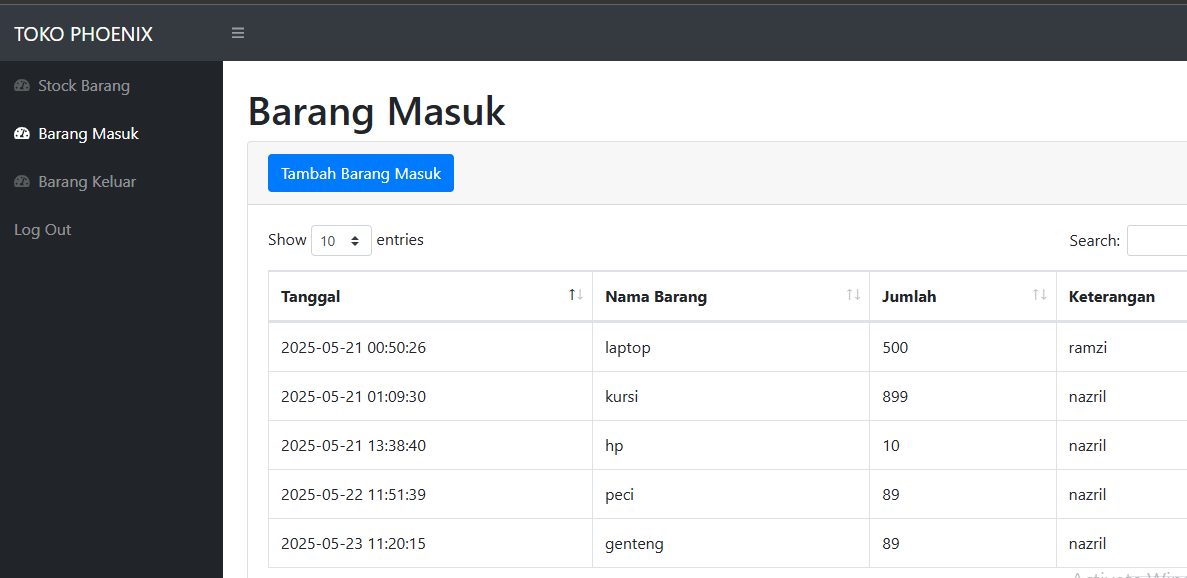 TOKO PHOENIX
Stock Barang
Barang Masuk
Barang Keluar
Log Out
Barang Masuk
Tambah Barang Masuk
Show 10 entries
Search:
Tanggal Nama Barang Jumlah Keterangan
2025-05-21 00:50:26 laptop 500 ramzi
2025-05-21 01:09:30 kursi 899 nazril
2025-05-21 13:38:40 hp 10 nazril
2025-05-22 11:51:39 peci 89 nazril
2025-05-23 11:20:15 genteng 89 nazril